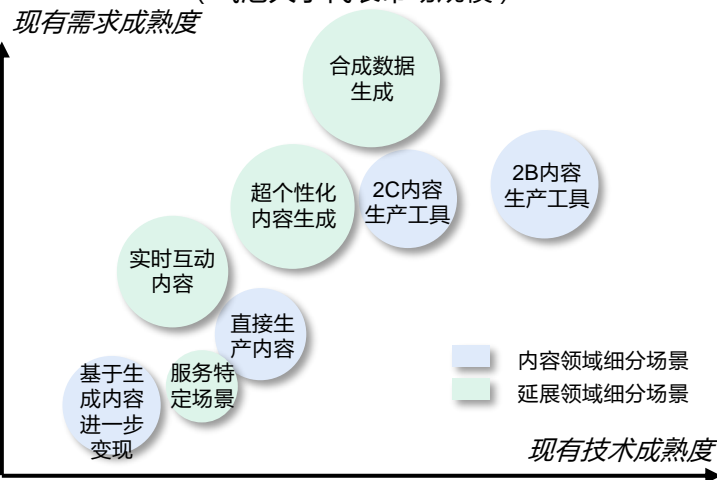 现有需求成熟度
合成数据
生成
超个性化
内容生成
2C内容
生产工具
2B内容
生产工具
实时互动
内容
直接生
产内容
基于生
成内容
进一步
变现
服务特
定场景
内容领域细分场景
延展领域细分场景
现有技术成熟度